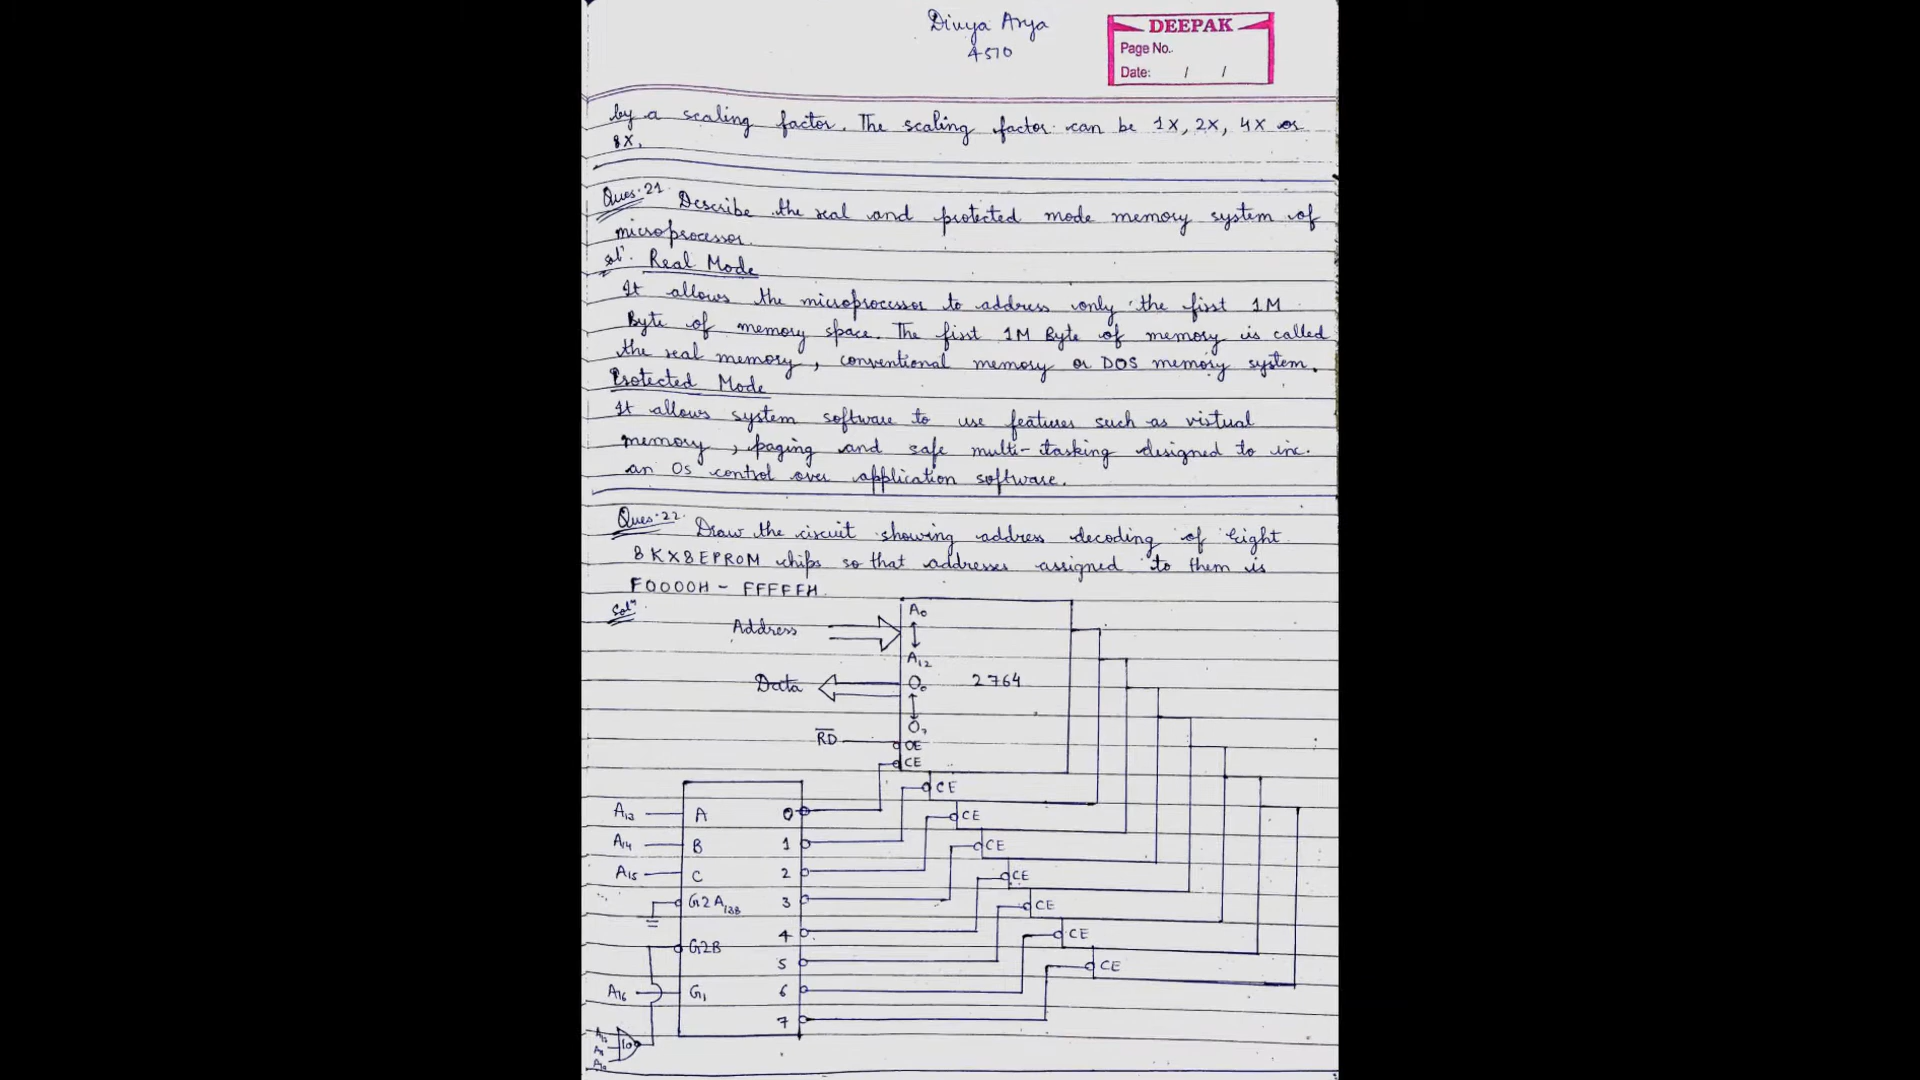 Divya Arya
4510
DEEPAK
Page No.
Date: / /
by a scaling factor. The scaling factor can be 1X, 2X, 4X or
8X.
Ques.21 Describe the real and protected mode memory system of
microprocessor.
Solⁿ. Real Mode
It allows the microprocessor to address only the first 1M
Byte of memory space. The first 1M Byte of memory is called
the real memory, conventional memory or DOS memory system.
Protected Mode
It allows system software to use features such as virtual
memory, paging and safe multi-tasking designed to inc.
an OS control over application software.
Ques.22. Draw the circuit showing address decoding of Eight
8KX8EPROM chips so that addresses assigned to them is
F0000H - FFFFFH.
Solⁿ.
Address A0
A12
Data O0 2764
O7
RD OE
CE
CE
A13 A 0 CE
A14 B 1 CE
A15 C 2 CE
G2A 138 3 CE
4 CE
G2B 5 CE
A16 G1 6
7
10